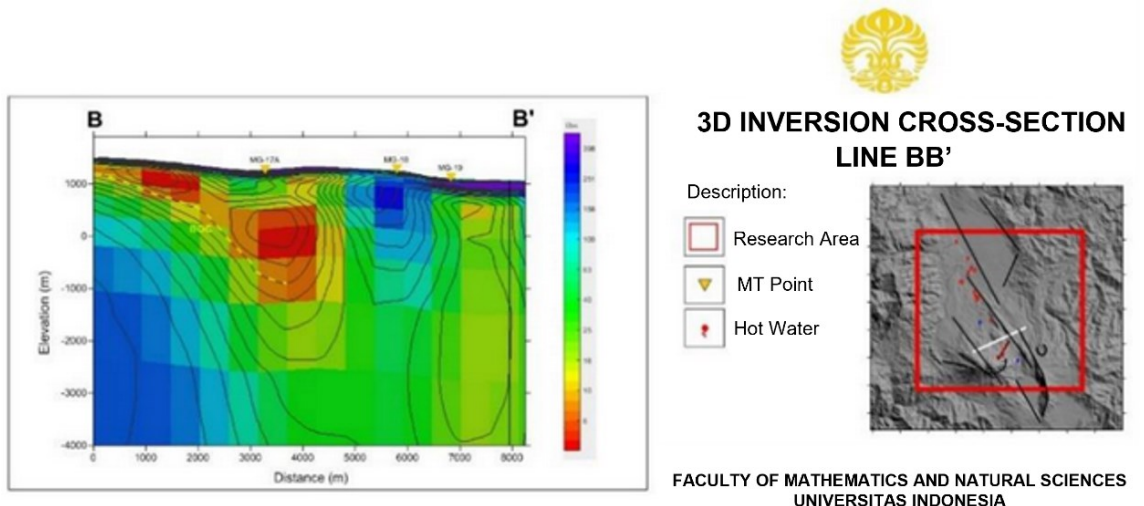 B B'
MG-17A
MG-18
MG-19
1000
0
-1000
-2000
-3000
-4000
Elevation (m)
0 1000 2000 3000 4000 5000 6000 7000 8000
Distance (m)
3D INVERSION CROSS-SECTION
LINE BB’
Description:
Research Area
MT Point
Hot Water
FACULTY OF MATHEMATICS AND NATURAL SCIENCES
UNIVERSITAS INDONESIA